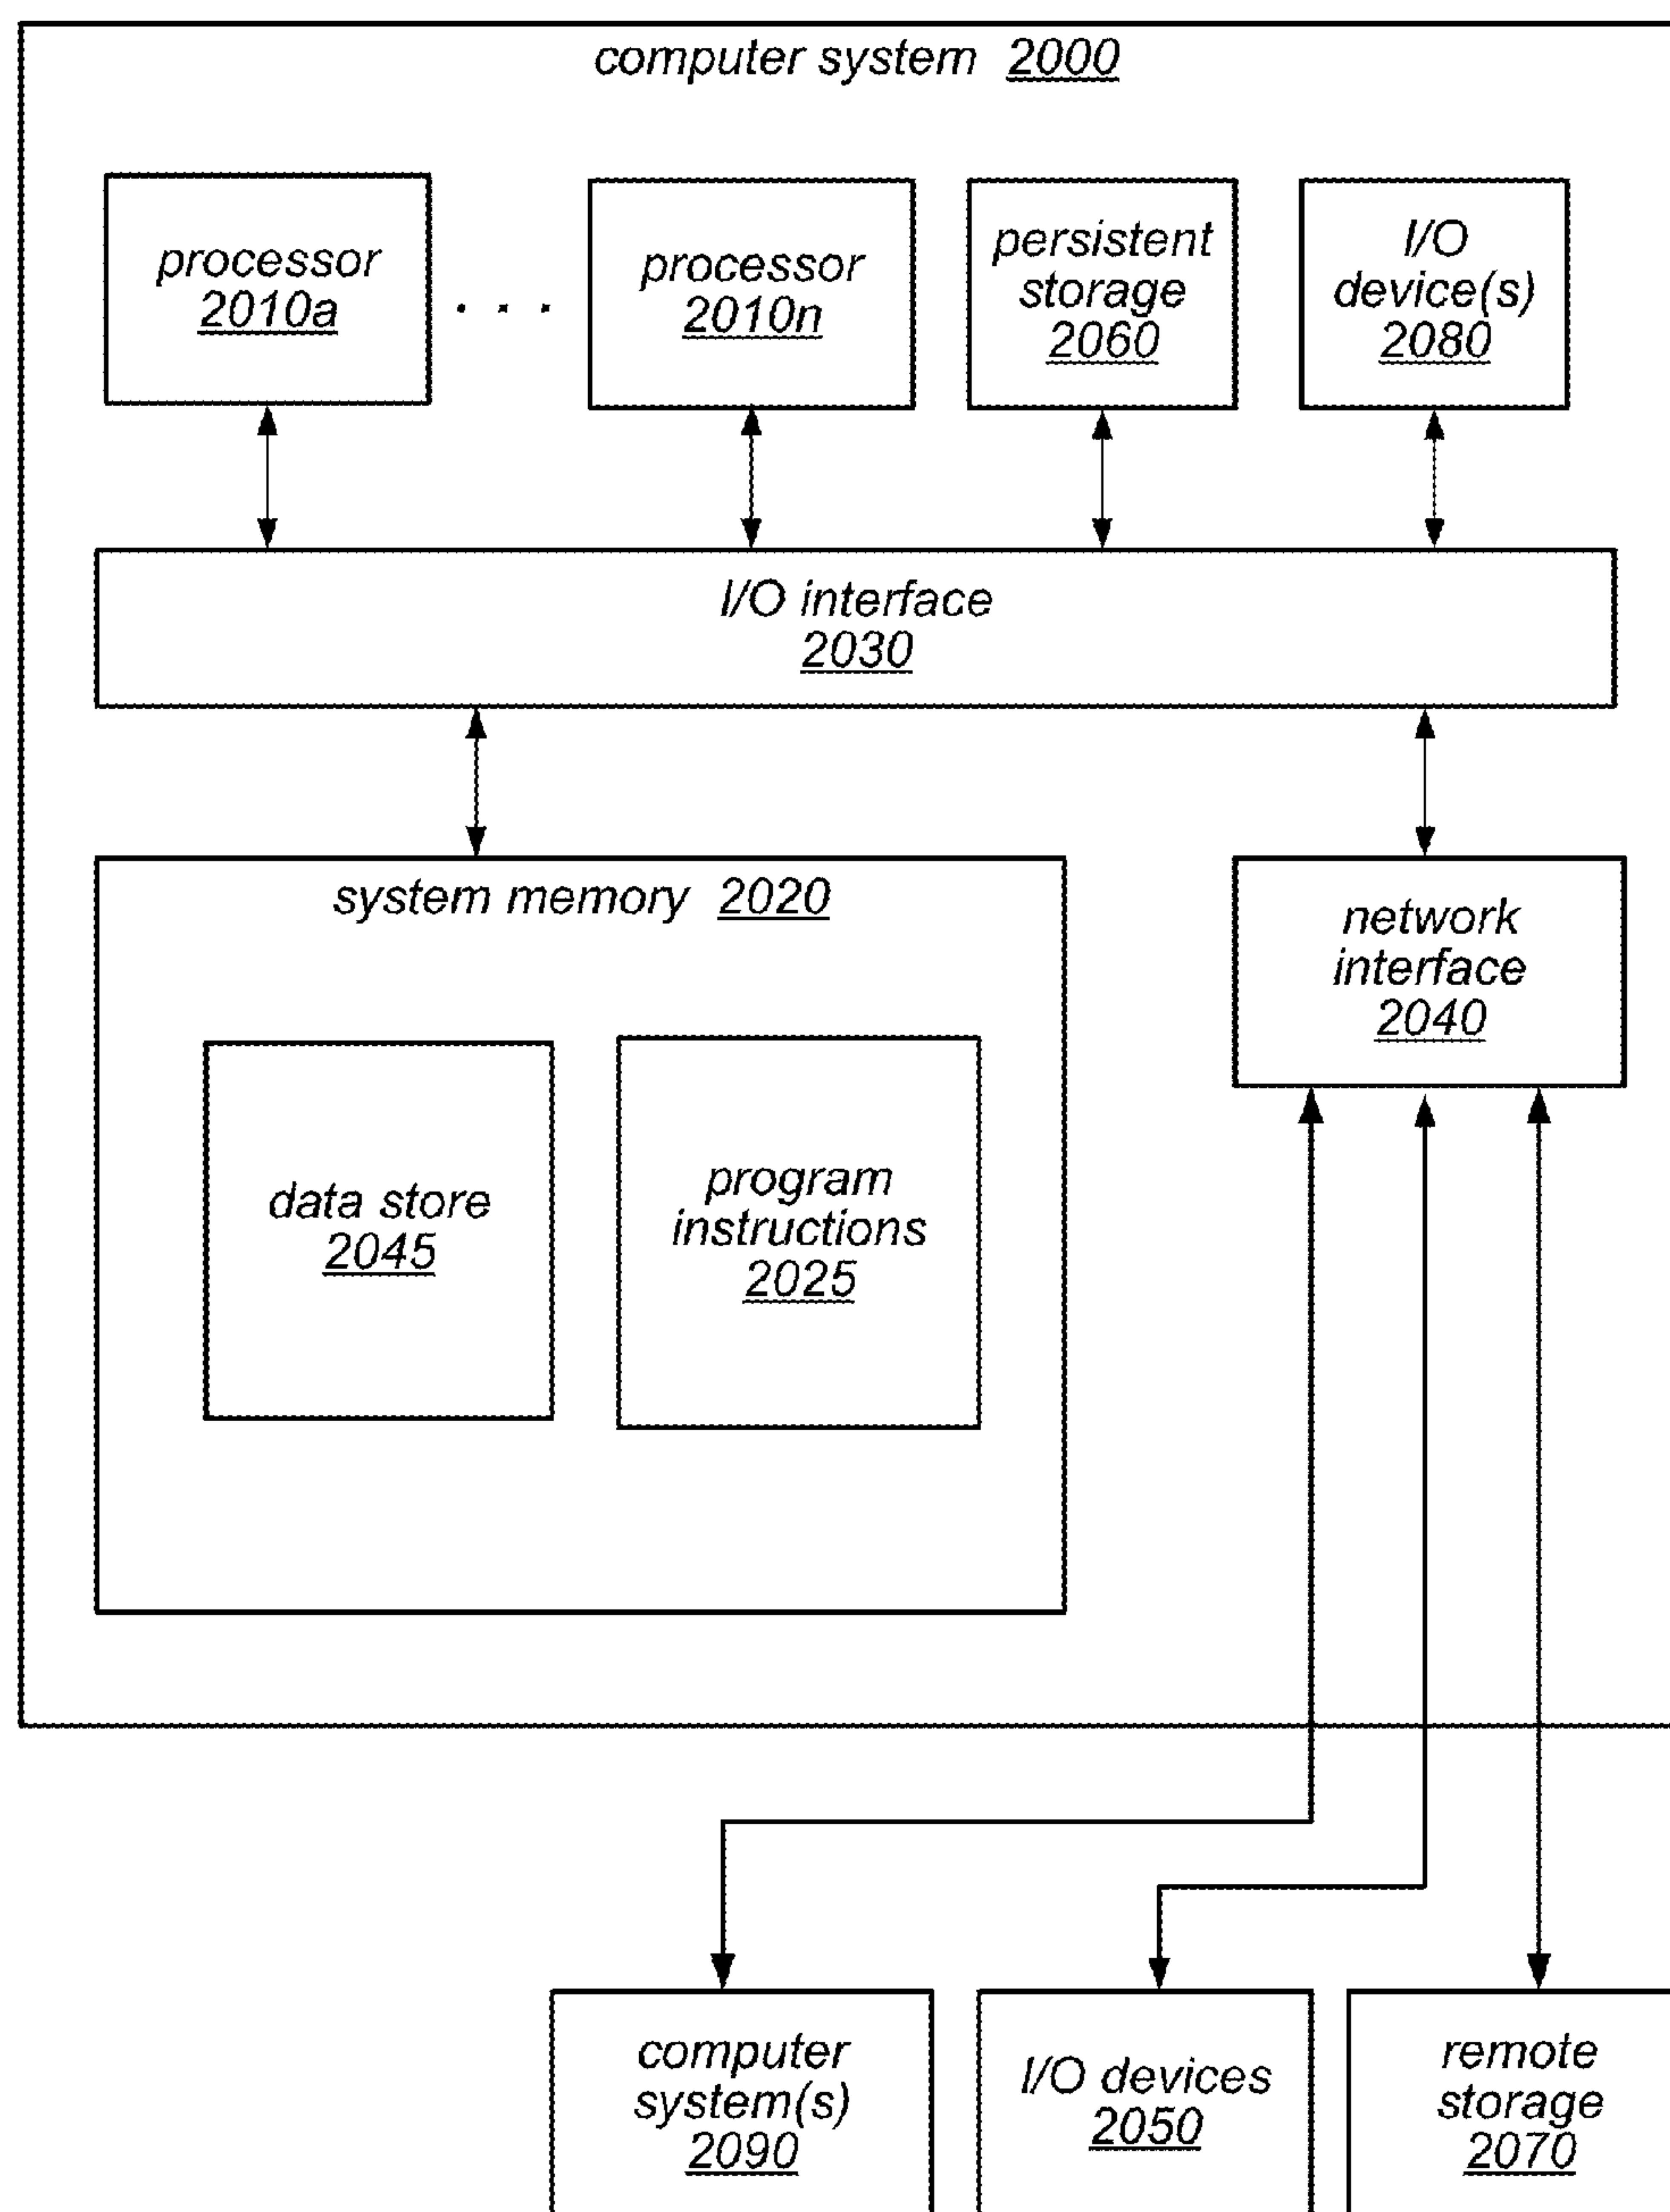 computer system 2000
processor
2010a
. . .
processor
2010n
persistent
storage
2060
I/O
device(s)
2080
I/O interface
2030
system memory 2020
network
interface
2040
data store
2045
program
instructions
2025
computer
system(s)
2090
I/O devices
2050
remote
storage
2070